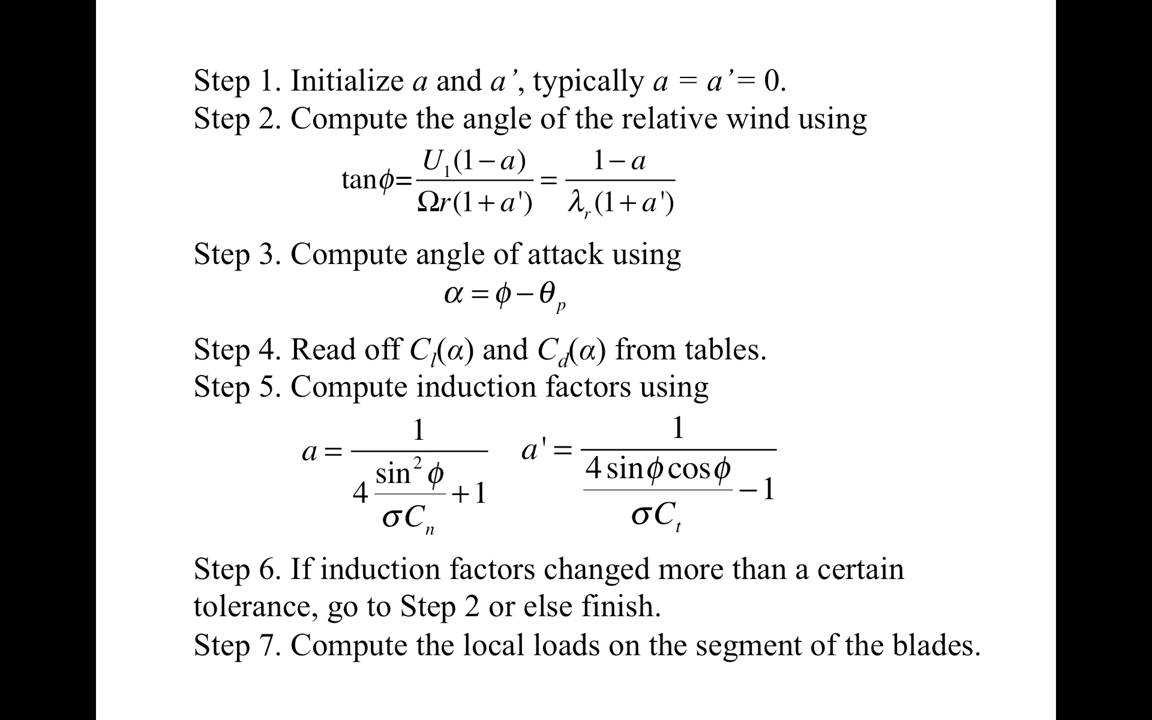 Step 1. Initialize a and a’, typically a = a’= 0.
Step 2. Compute the angle of the relative wind using
tanϕ= U₁(1−a) / Ωr(1+a') = 1−a / λᵣ(1+a')
Step 3. Compute angle of attack using
α = ϕ − θₚ
Step 4. Read off Cₗ(α) and C_d(α) from tables.
Step 5. Compute induction factors using
a = 1 / (4 sin²ϕ / σCₙ + 1) a' = 1 / (4 sinϕ cosϕ / σCₜ − 1)
Step 6. If induction factors changed more than a certain
tolerance, go to Step 2 or else finish.
Step 7. Compute the local loads on the segment of the blades.